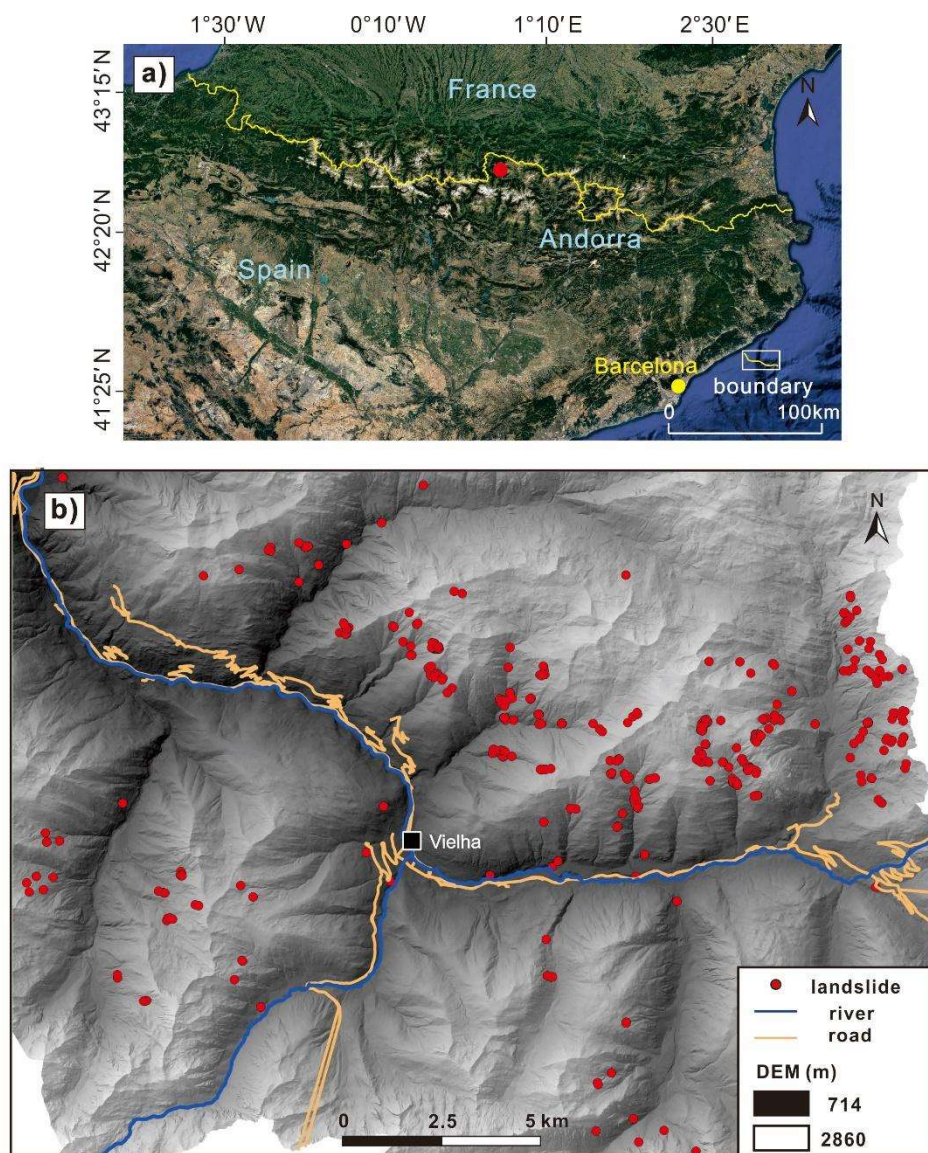 1°30′W 0°10′W 1°10′E 2°30′E
a)
43°15′N
42°20′N
41°25′N
France
N
Andorra
Spain
Barcelona
boundary
0 100km
b)
N
Vielha
landslide
river
road
DEM (m)
714
2860
0 2.5 5 km